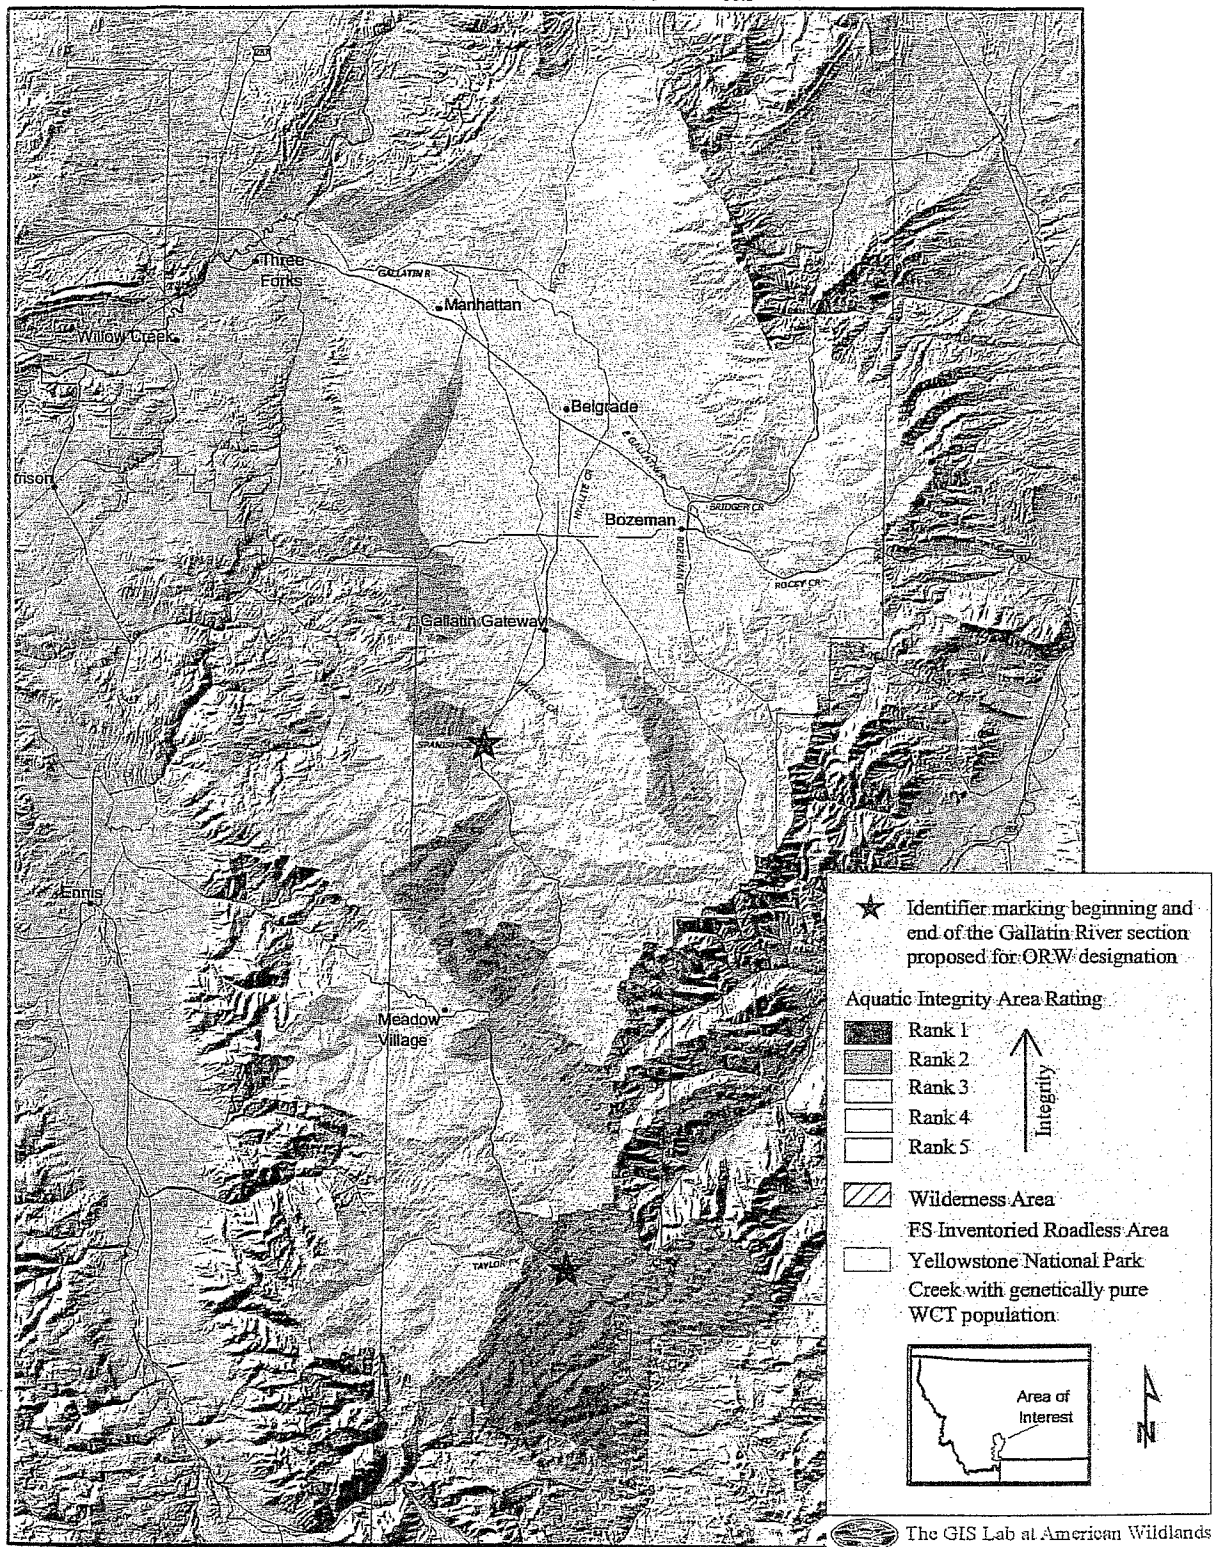 Three
Forks
GALLATIN R
Manhattan
Willow Creek
Belgrade
E GALLATIN R
HYALITE CR
BRIDGER CR
Bozeman
BOZEMAN CR
ROCKY CR
Gallatin Gateway
SPANISH
Ennis
Meadow
Village
TAYLOR
Identifier marking beginning and
end of the Gallatin River section
proposed for ORW designation
Aquatic Integrity Area Rating
Rank 1
Rank 2
Rank 3
Rank 4
Rank 5
Integrity
Wilderness Area
FS Inventoried Roadless Area
Yellowstone National Park
Creek with genetically pure
WCT population
Area of
Interest
N
The GIS Lab at American Wildlands